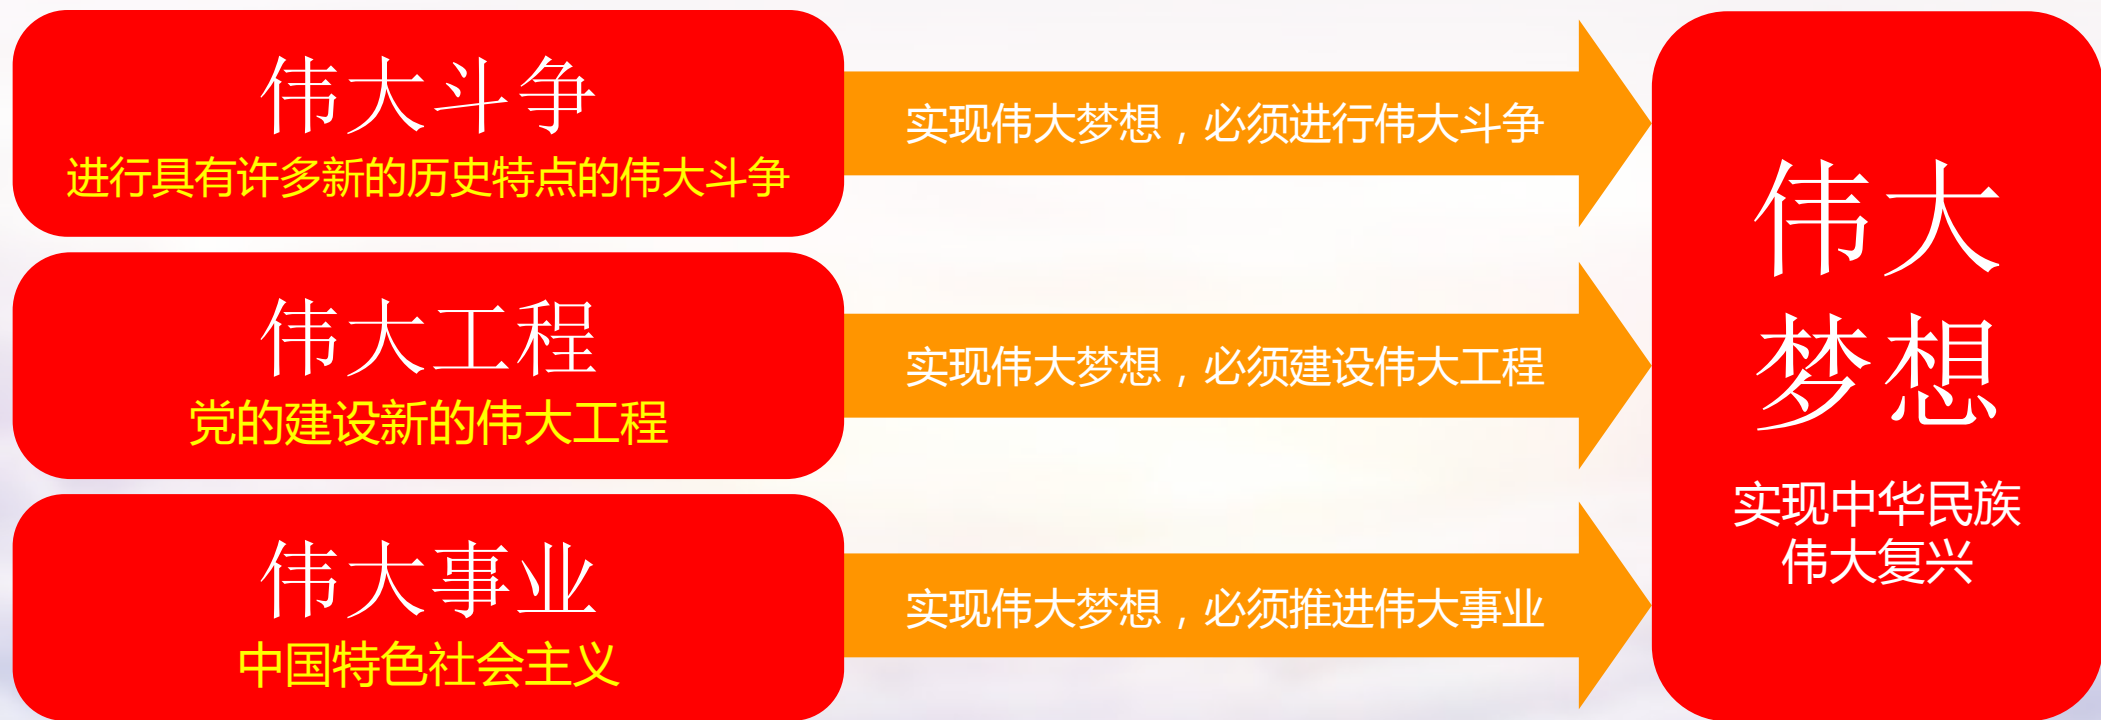 伟大斗争
进行具有许多新的历史特点的伟大斗争
实现伟大梦想，必须进行伟大斗争
伟大工程
党的建设新的伟大工程
实现伟大梦想，必须建设伟大工程
伟大事业
中国特色社会主义
实现伟大梦想，必须推进伟大事业
伟大
梦想
实现中华民族
伟大复兴